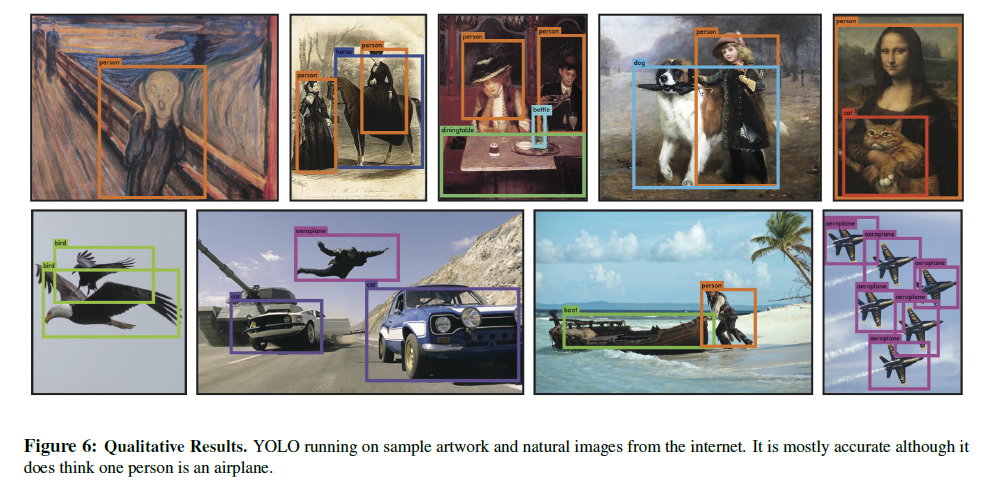 person
horse
person
person
person
person
bottle
diningtable
dog
person
person
cat
bird
bird
aeroplane
car
car
boat
person
aeroplane
aeroplane
aeroplane
aeroplane
aeroplane
aeroplane
Figure 6: Qualitative Results. YOLO running on sample artwork and natural images from the internet. It is mostly accurate although it
does think one person is an airplane.